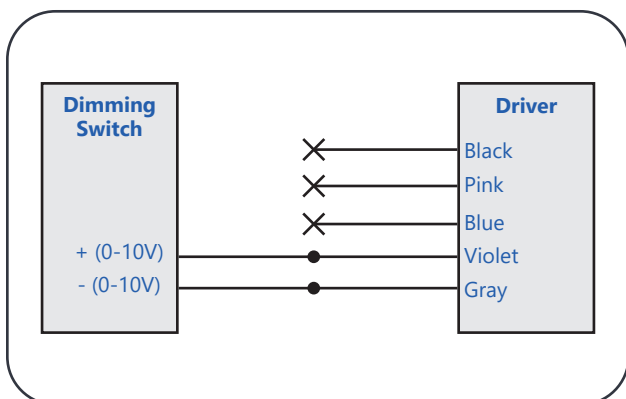 Dimming
Switch
+ (0-10V)
- (0-10V)
Driver
Black
Pink
Blue
Violet
Gray